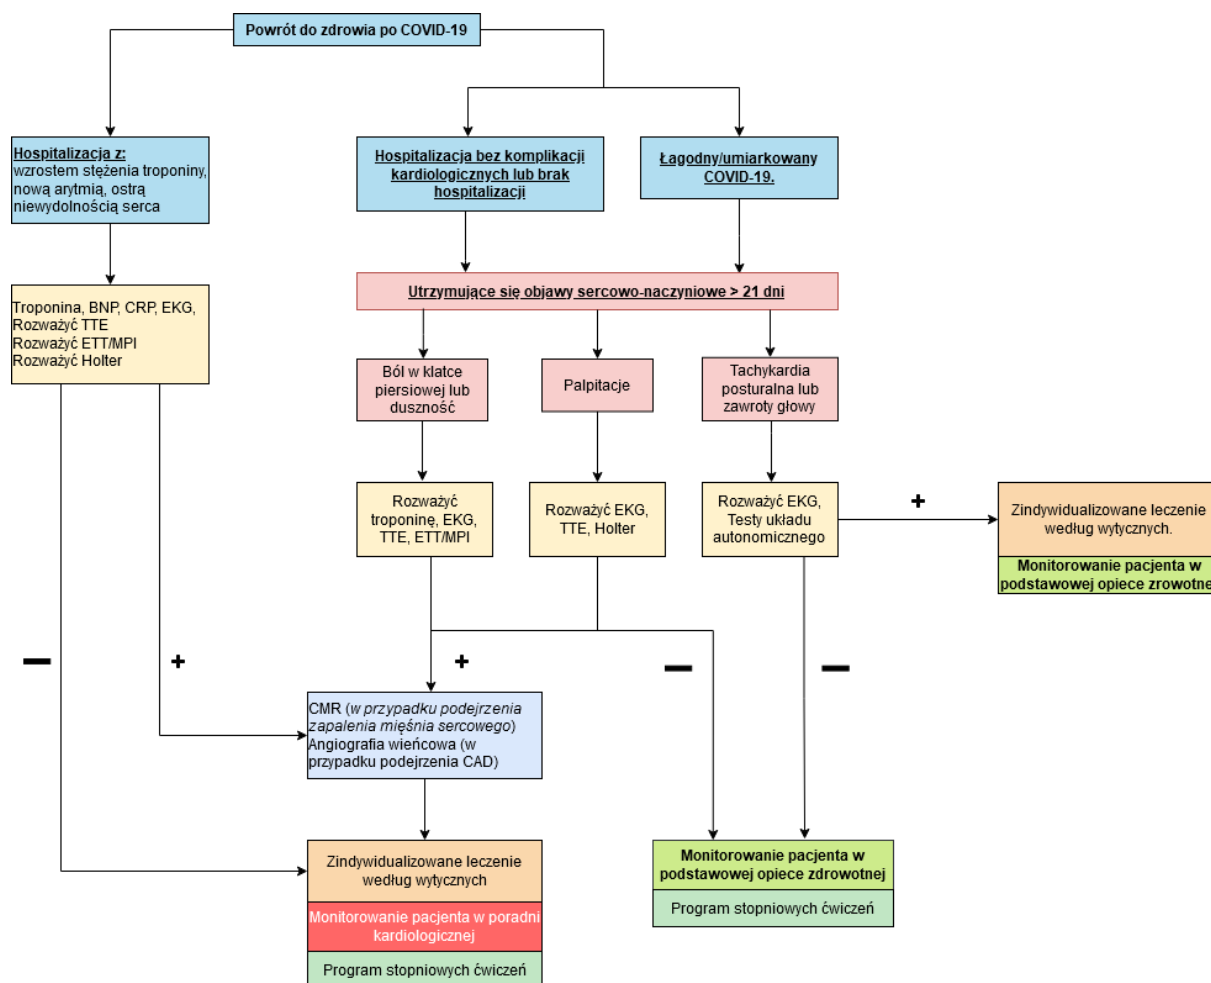 Powrót do zdrowia po COVID-19
Hospitalizacja z:
wzrostem stężenia troponiny,
nową arytmią, ostrą
niewydolnością serca
Hospitalizacja bez komplikacji
kardiologicznych lub brak
hospitalizacji
Łagodny/umiarkowany
COVID-19.
Utrzymujące się objawy sercowo-naczyniowe > 21 dni
Troponina, BNP, CRP, EKG,
Rozważyć TTE
Rozważyć ETT/MPI
Rozważyć Holter
Ból w klatce
piersiowej lub
duszność
Palpitacje
Tachykardia
posturalna lub
zawroty głowy
Rozważyć
troponinę, EKG,
TTE, ETT/MPI
Rozważyć EKG,
TTE, Holter
Rozważyć EKG,
Testy układu
autonomicznego
+
Zindywidualizowane leczenie
według wytycznych.
Monitorowanie pacjenta w
podstawowej opiece zrowotnej
−
+
+
−
−
CMR (w przypadku podejrzenia
zapalenia mięśnia sercowego)
Angiografia wieńcowa (w
przypadku podejrzenia CAD)
Zindywidualizowane leczenie
według wytycznych
Monitorowanie pacjenta w poradni
kardiologicznej
Program stopniowych ćwiczeń
Monitorowanie pacjenta w
podstawowej opiece zdrowotnej
Program stopniowych ćwiczeń